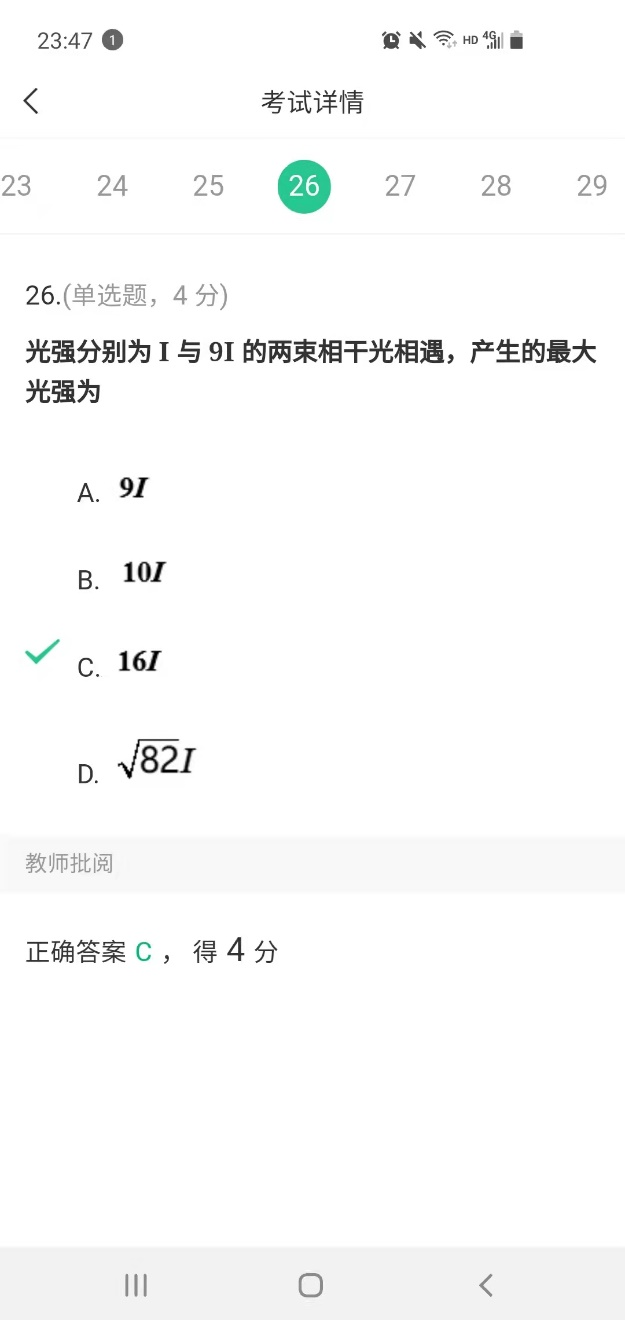 23:47 1 HD 4G
考试详情
23 24 25 26 27 28 29
26.(单选题，4 分)
光强分别为 I 与 9I 的两束相干光相遇，产生的最大
光强为
A. 9I
B. 10I
C. 16I
D. √82I
教师批阅
正确答案 C ， 得 4 分